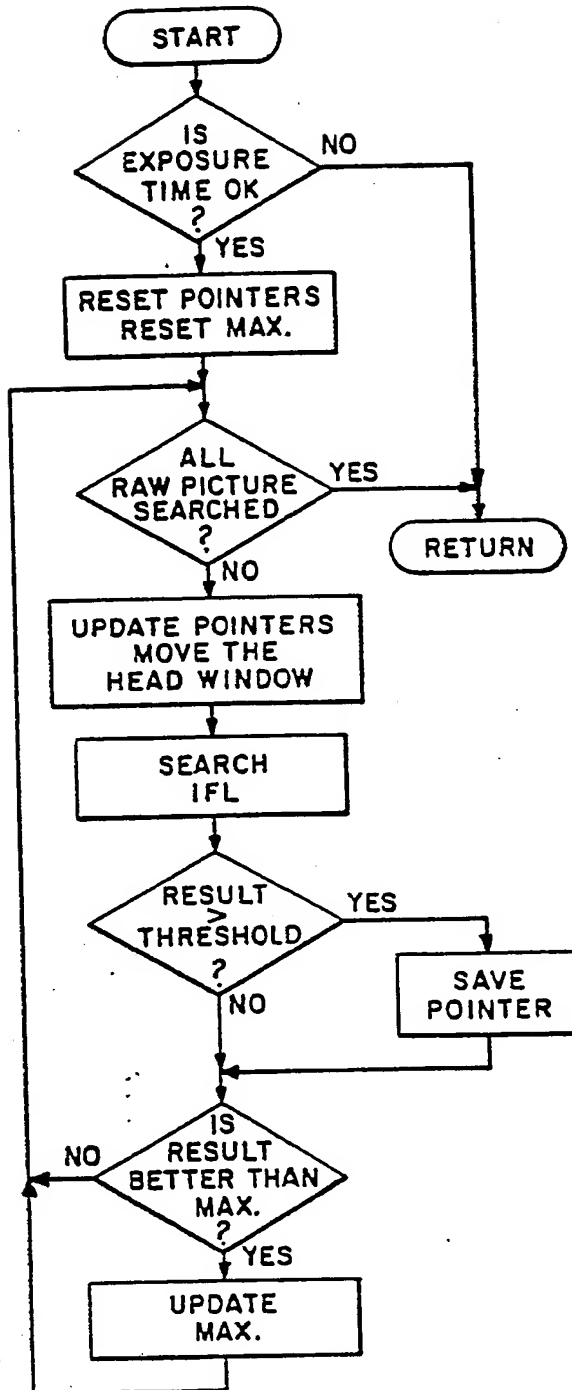 START
IS
EXPOSURE
TIME OK
?
NO
YES
RESET POINTERS
RESET MAX.
ALL
RAW PICTURE
SEARCHED
?
YES
RETURN
NO
UPDATE POINTERS
MOVE THE
HEAD WINDOW
SEARCH
IFL
RESULT
>
THRESHOLD
?
YES
SAVE
POINTER
NO
IS
RESULT
BETTER THAN
MAX.
?
NO
YES
UPDATE
MAX.